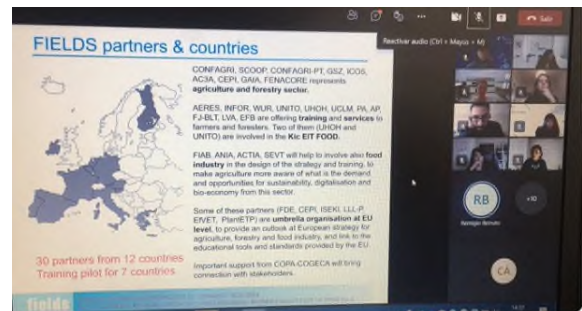 Salir
Reactivar audio (Ctrl + Mayús + M)
FIELDS partners & countries
CONFAGRI, SCOOP, CONFAGRI-PT, GSZ, ICOS,
AC3A, CEPI, GAIA, FENACORE represents
agriculture and forestry sector.
AERES, INFOR, WUR, UNITO, UHOH, UCLM, PA, AP,
FJ-BLT, LVA, EFB are offering training and services to
farmers and foresters. Two of them (UHOH and
UNITO) are involved in the Kic EIT FOOD.
FIAB, ANIA, ACTIA, SEVT will help to involve also food
industry in the design of the strategy and training, to
make agriculture more aware of what is the demand
and opportunities for sustainability, digitalisation and
bio-economy from this sector.
Some of these partners (FDE, CEPI, ISEKI, LLL-P,
EfVET, PlantETP) are umbrella organisation at EU
level, to provide an outlook at European strategy for
agriculture, forestry and food industry, and link to the
educational tools and standards provided by the EU.
Important support from COPA-COGECA will bring
connection with stakeholders.
30 partners from 12 countries
Training pilot for 7 countries
fields
RB
+10
Remigio Berruto
CA